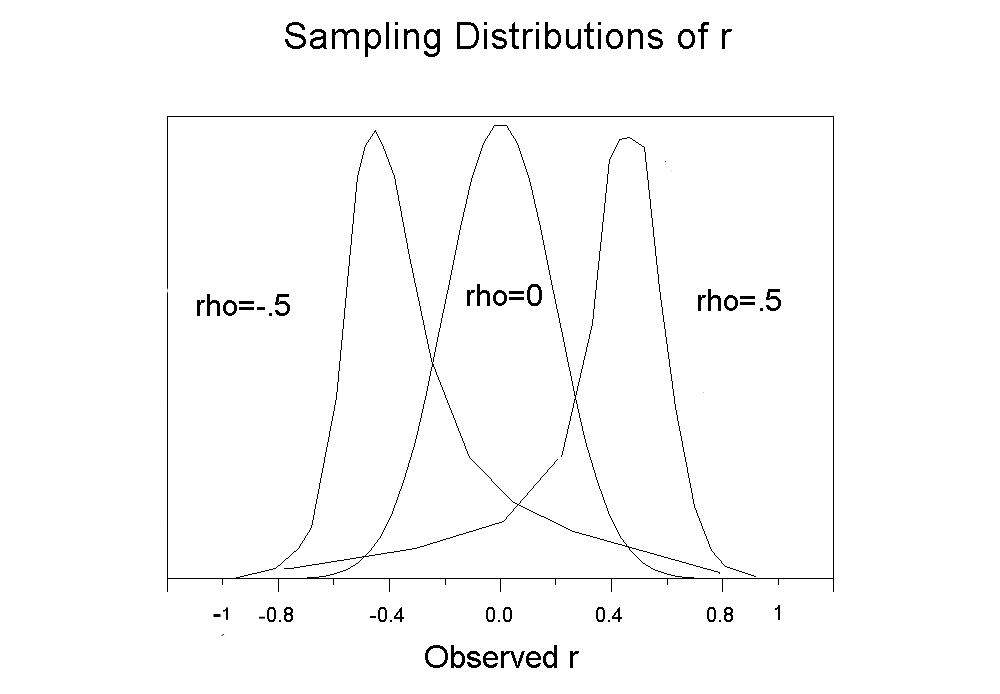 Sampling Distributions of r
rho=-.5
rho=0
rho=.5
-1 -0.8 -0.4 0.0 0.4 0.8 1
Observed r